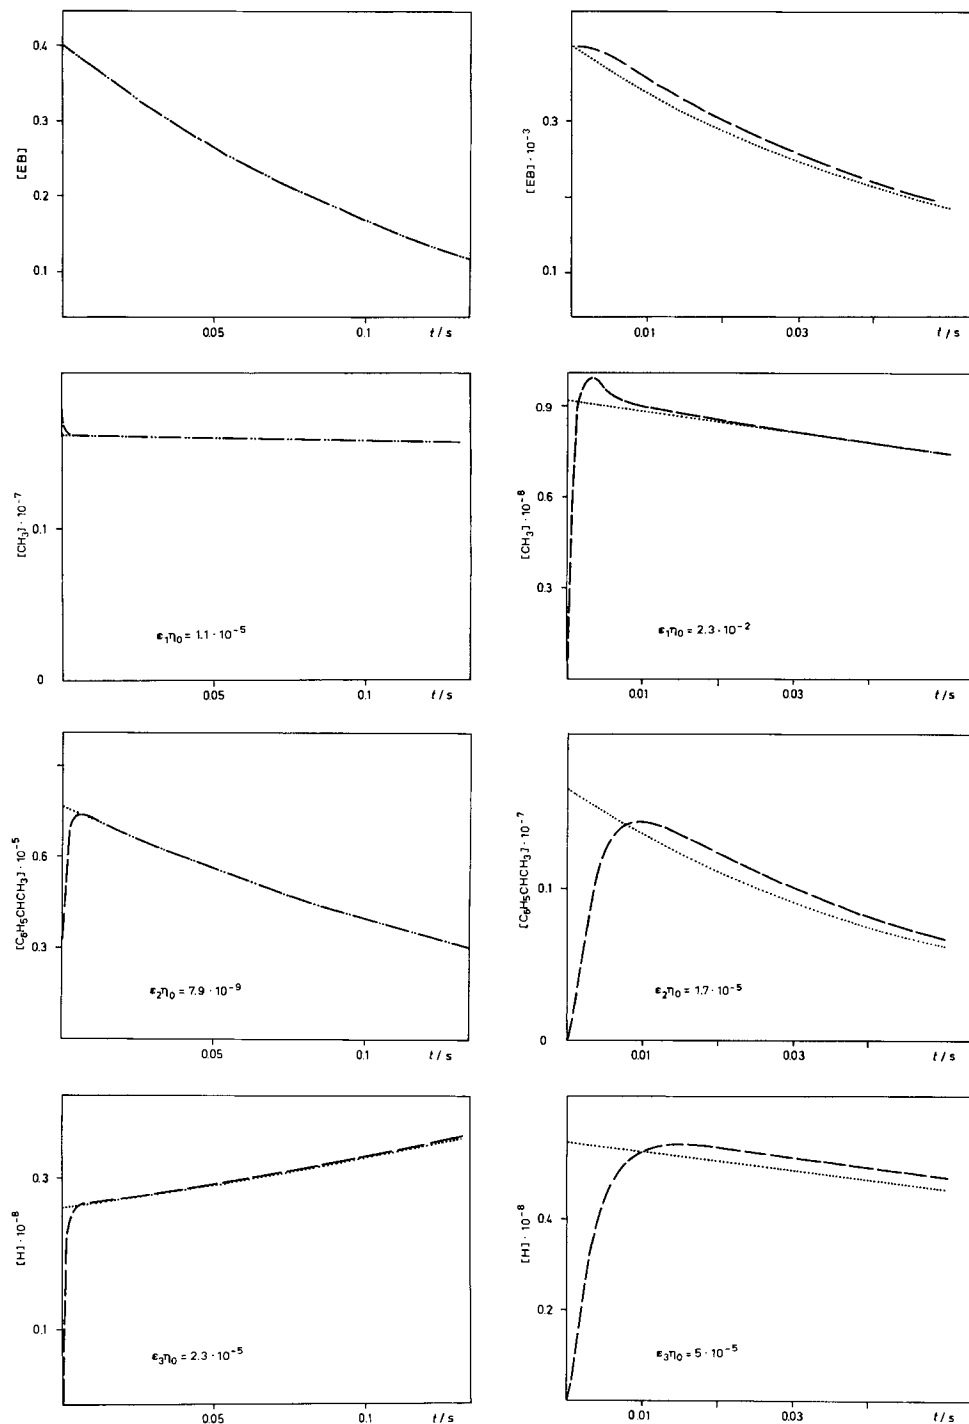 0.4
0.3
0.2
0.1
[EB]
0.05
0.1
t / s
0.3
0.1
[EB] · 10⁻³
0.01
0.03
t / s
0.1
0
[CH₃] · 10⁻⁷
ε₁η₀ = 1.1 · 10⁻⁵
0.05
0.1
t / s
0.9
0.6
0.3
[CH₃] · 10⁻⁸
ε₁η₀ = 2.3 · 10⁻²
0.01
0.03
t / s
0.6
0.3
[C₆H₅CHCH₃] · 10⁻⁵
ε₂η₀ = 7.9 · 10⁻⁹
0.05
0.1
t / s
0.1
0
[C₆H₅CHCH₃] · 10⁻⁷
ε₂η₀ = 1.7 · 10⁻⁵
0.01
0.03
t / s
0.3
0.1
[H] · 10⁻⁸
ε₃η₀ = 2.3 · 10⁻⁵
0.05
0.1
t / s
0.4
0.2
[H] · 10⁻⁸
ε₃η₀ = 5 · 10⁻⁵
0.01
0.03
t / s